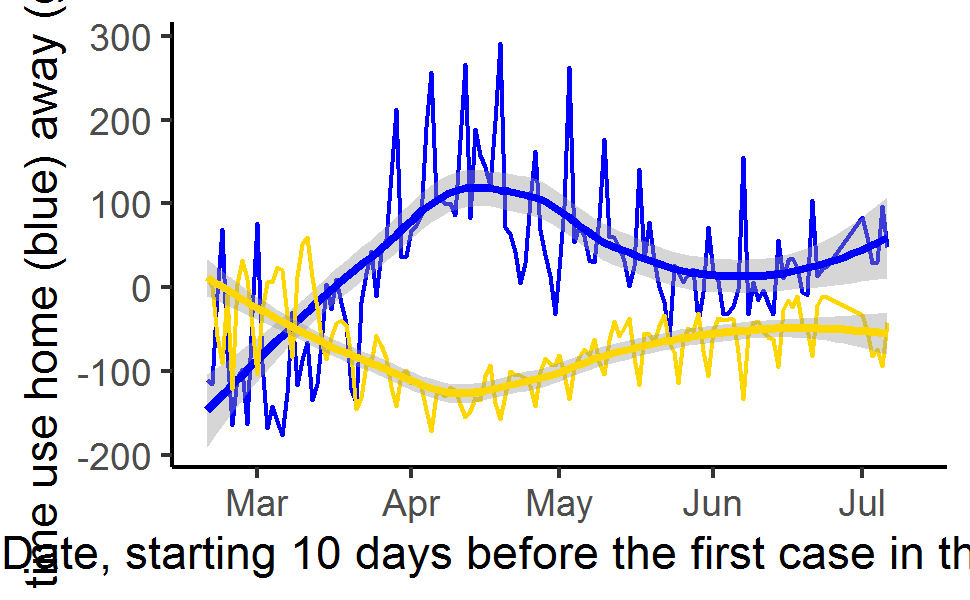 time use home (blue) away (g
300
200
100
0
-100
-200
Mar Apr May Jun Jul
Date, starting 10 days before the first case in th